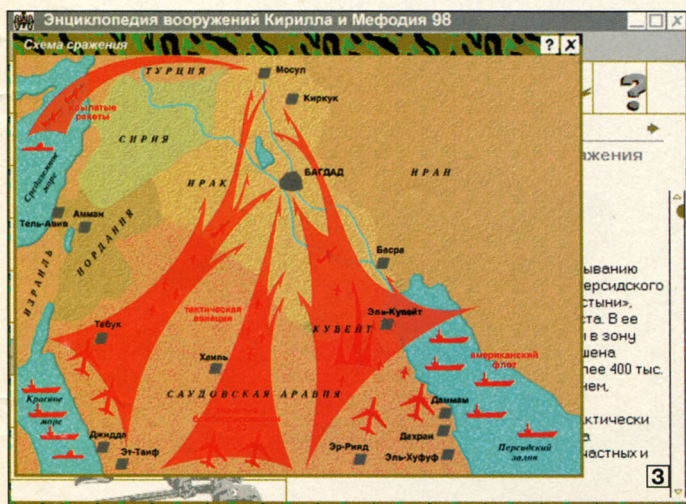 Энциклопедия вооружений Кирилла и Мефодия 98
Схема сражения
?
X
ТУРЦИЯ
Мосул
крылатые
ракеты
Киркук
СИРИЯ
Средиземное
море
ИРАК
БАГДАД
ИРАН
Тель-Авив
Амман
ИОРДАНИЯ
ИЗРАИЛЬ
Басра
тактическая
авиация
Эль-Кувейт
КУВЕЙТ
Табук
Хаиль
американский
флот
САУДОВСКАЯ АРАВИЯ
Красное
море
Джидда
Эт-Таиф
Эр-Рияд
Даммам
Дахран
Эль-Хуфуф
Персидский
залив
?
ажения
ыванию
ерсидского
стыни»,
ста. В ее
в зону
шена
лее 400 тыс.
нем,
ктически
а
частных и
3